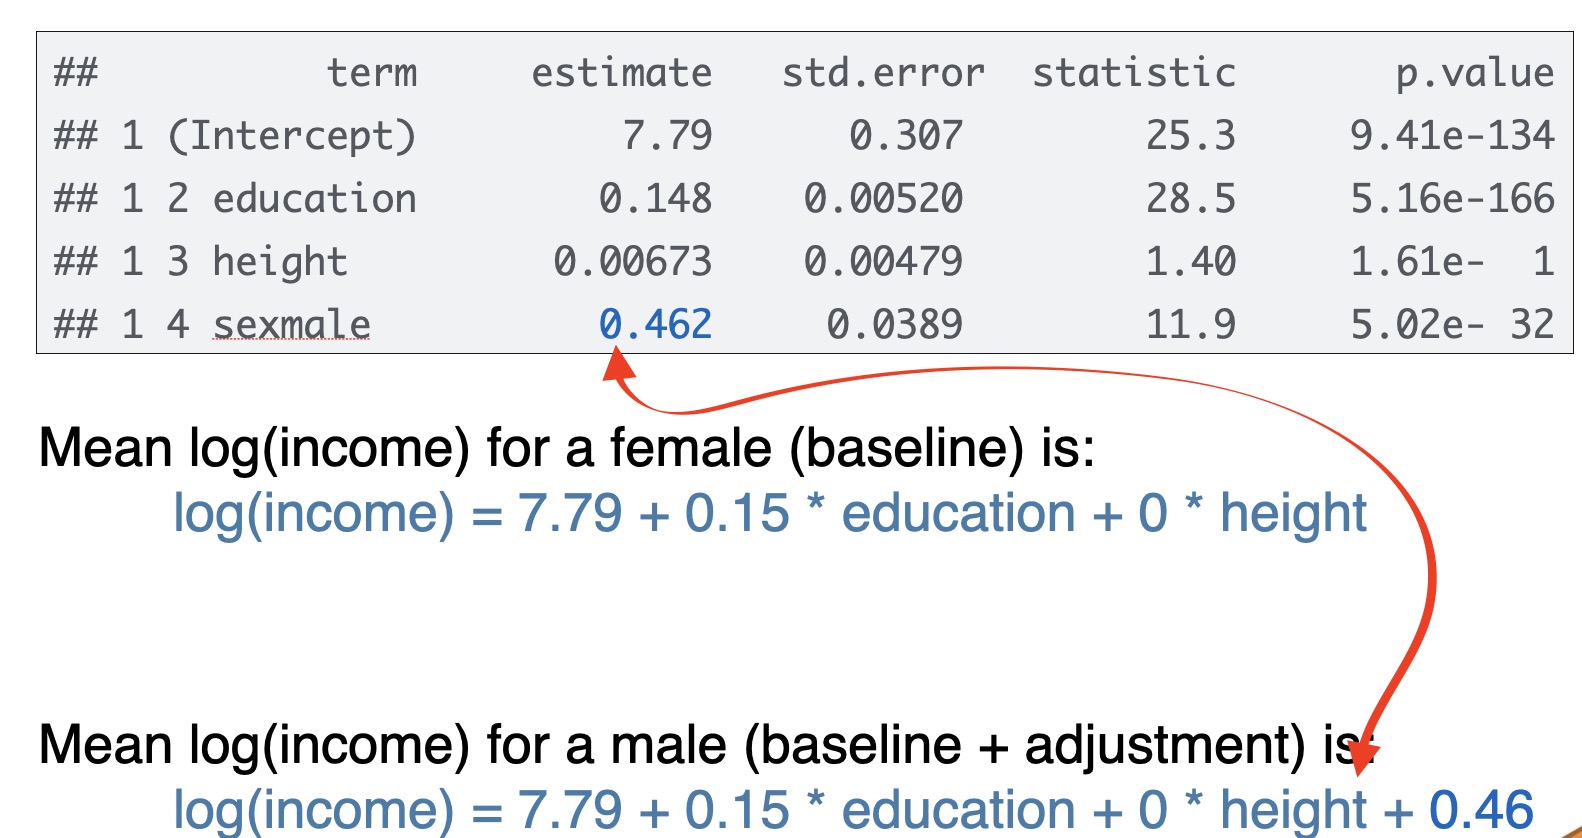 ## term estimate std.error statistic p.value
## 1 (Intercept) 7.79 0.307 25.3 9.41e-134
## 1 2 education 0.148 0.00520 28.5 5.16e-166
## 1 3 height 0.00673 0.00479 1.40 1.61e- 1
## 1 4 sexmale 0.462 0.0389 11.9 5.02e- 32
Mean log(income) for a female (baseline) is:
log(income) = 7.79 + 0.15 * education + 0 * height
Mean log(income) for a male (baseline + adjustment) is:
log(income) = 7.79 + 0.15 * education + 0 * height + 0.46